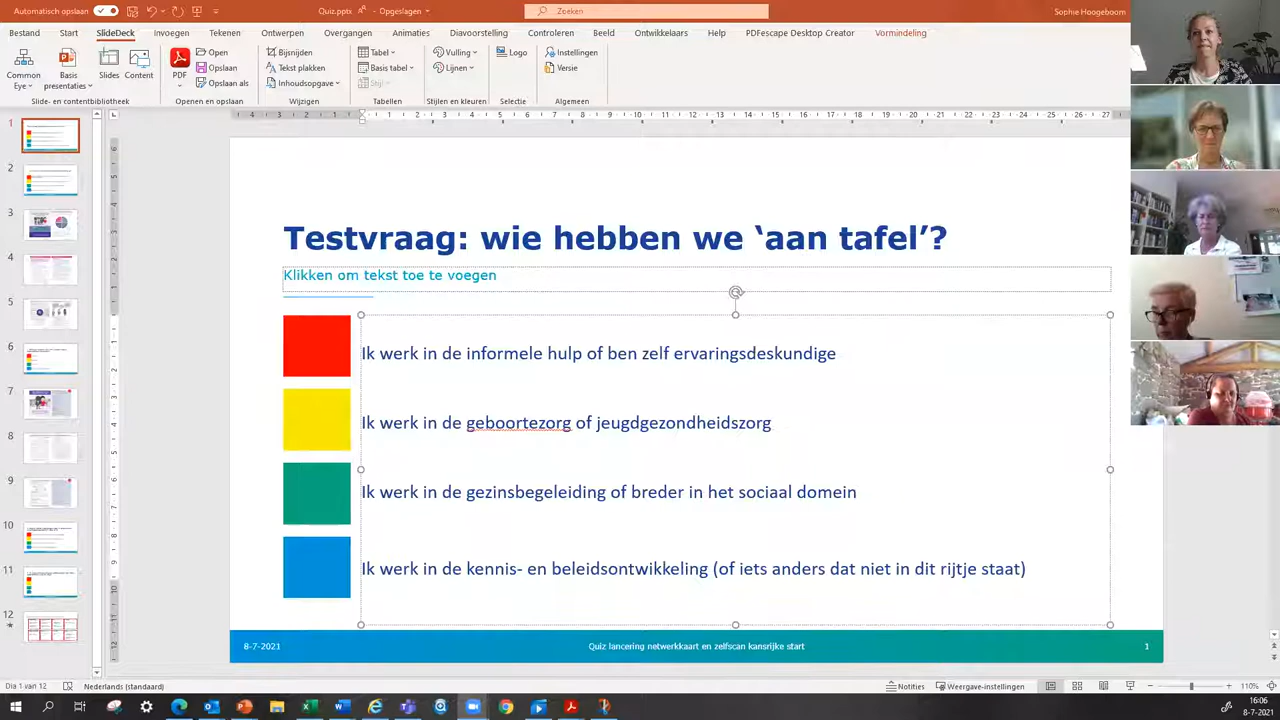 Automatisch opslaan
Quiz.pptx - Opgeslagen
Zoeken
Sophie Hoogeboom
Bestand Start SlideDeck Invoegen Tekenen Ontwerpen Overgangen Animaties Diavoorstelling Controleren Beeld Ontwikkelaars Help PDFescape Desktop Creator Vormindeling
Common Eye
Basis presentaties
Slides
Content
PDF
Open
Opslaan
Opslaan als
Bijsnijden
Tekst plakken
Inhoudsopgave
Tabel
Basis tabel
Stijl
Vulling
Lijnen
Logo
Instellingen
Versie
Slide- en contentbibliotheek Openen en opslaan Wijzigen Tabellen Stijlen en kleuren Selectie Algemeen
Testvraag: wie hebben we ‘aan tafel’?
Klikken om tekst toe te voegen
Ik werk in de informele hulp of ben zelf ervaringsdeskundige
Ik werk in de geboortezorg of jeugdgezondheidszorg
Ik werk in de gezinsbegeleiding of breder in het sociaal domein
Ik werk in de kennis- en beleidsontwikkeling (of iets anders dat niet in dit rijtje staat)
8-7-2021 Quiz lancering netwerkkaart en zelfscan kansrijke start 1
Dia 1 van 12 Nederlands (standaard) Notities Weergave-instellingen 110%
16:06
8-7-2021